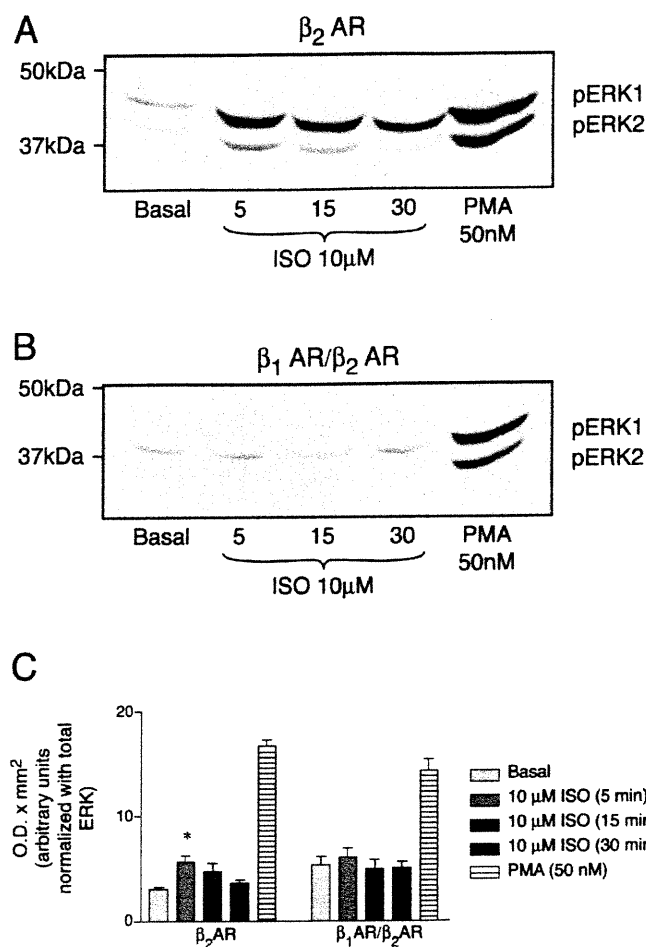 A
β2 AR
50kDa
37kDa
pERK1
pERK2
Basal
5
15
30
PMA
50nM
ISO 10μM
B
β1 AR/β2 AR
50kDa
37kDa
pERK1
pERK2
Basal
5
15
30
PMA
50nM
ISO 10μM
C
O.D. x mm²
(arbitrary units
normalized with total
ERK)
20
10
0
*
β2AR
β1AR/β2AR
Basal
10 μM ISO (5 min)
10 μM ISO (15 min
10 μM ISO (30 min
PMA (50 nM)